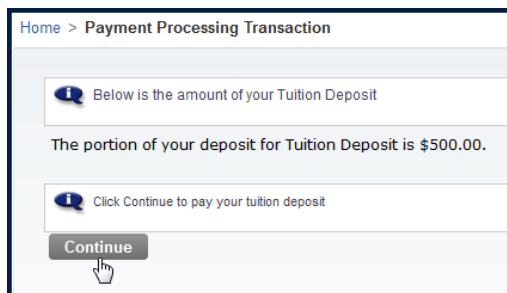 Home > Payment Processing Transaction
Below is the amount of your Tuition Deposit
The portion of your deposit for Tuition Deposit is $500.00.
Click Continue to pay your tuition deposit
Continue